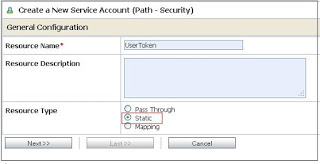 Create a New Service Account (Path - Security)
General Configuration
Resource Name* UserToken
Resource Description
Resource Type Pass Through
Static
Mapping
Next >> Last >> Cancel